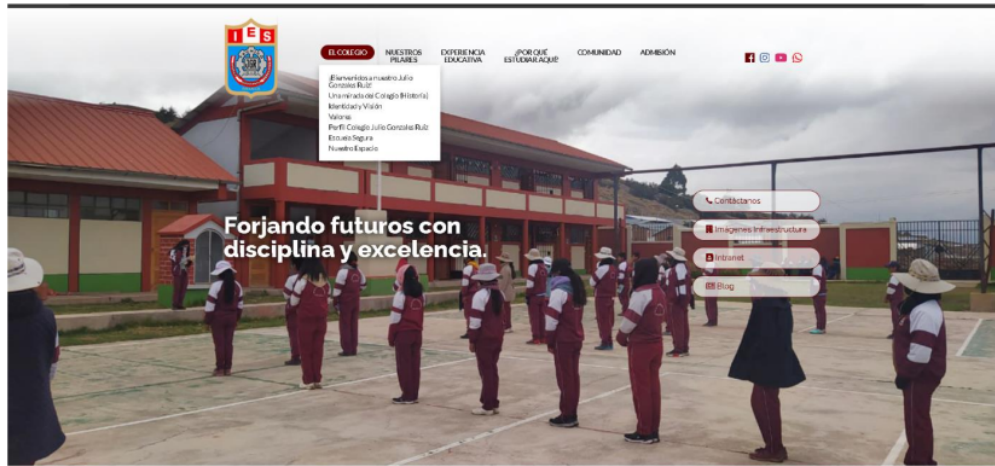 IES
JGR
EL COLEGIO
NUESTROS
PILARES
EXPERIENCIA
EDUCATIVA
¿POR QUÉ
ESTUDIAR AQUÍ?
COMUNIDAD
ADMISIÓN
¡Bienvenidos a nuestro Julio
Gonzales Ruiz!
Una mirada del Colegio (Historia)
Identidad y Visión
Valores
Perfil Colegio Julio Gonzales Ruiz
Escuela Segura
Nuestro Espacio
Forjando futuros con
disciplina y excelencia.
Contáctanos
Imágenes Infraestructura
Intranet
Blog